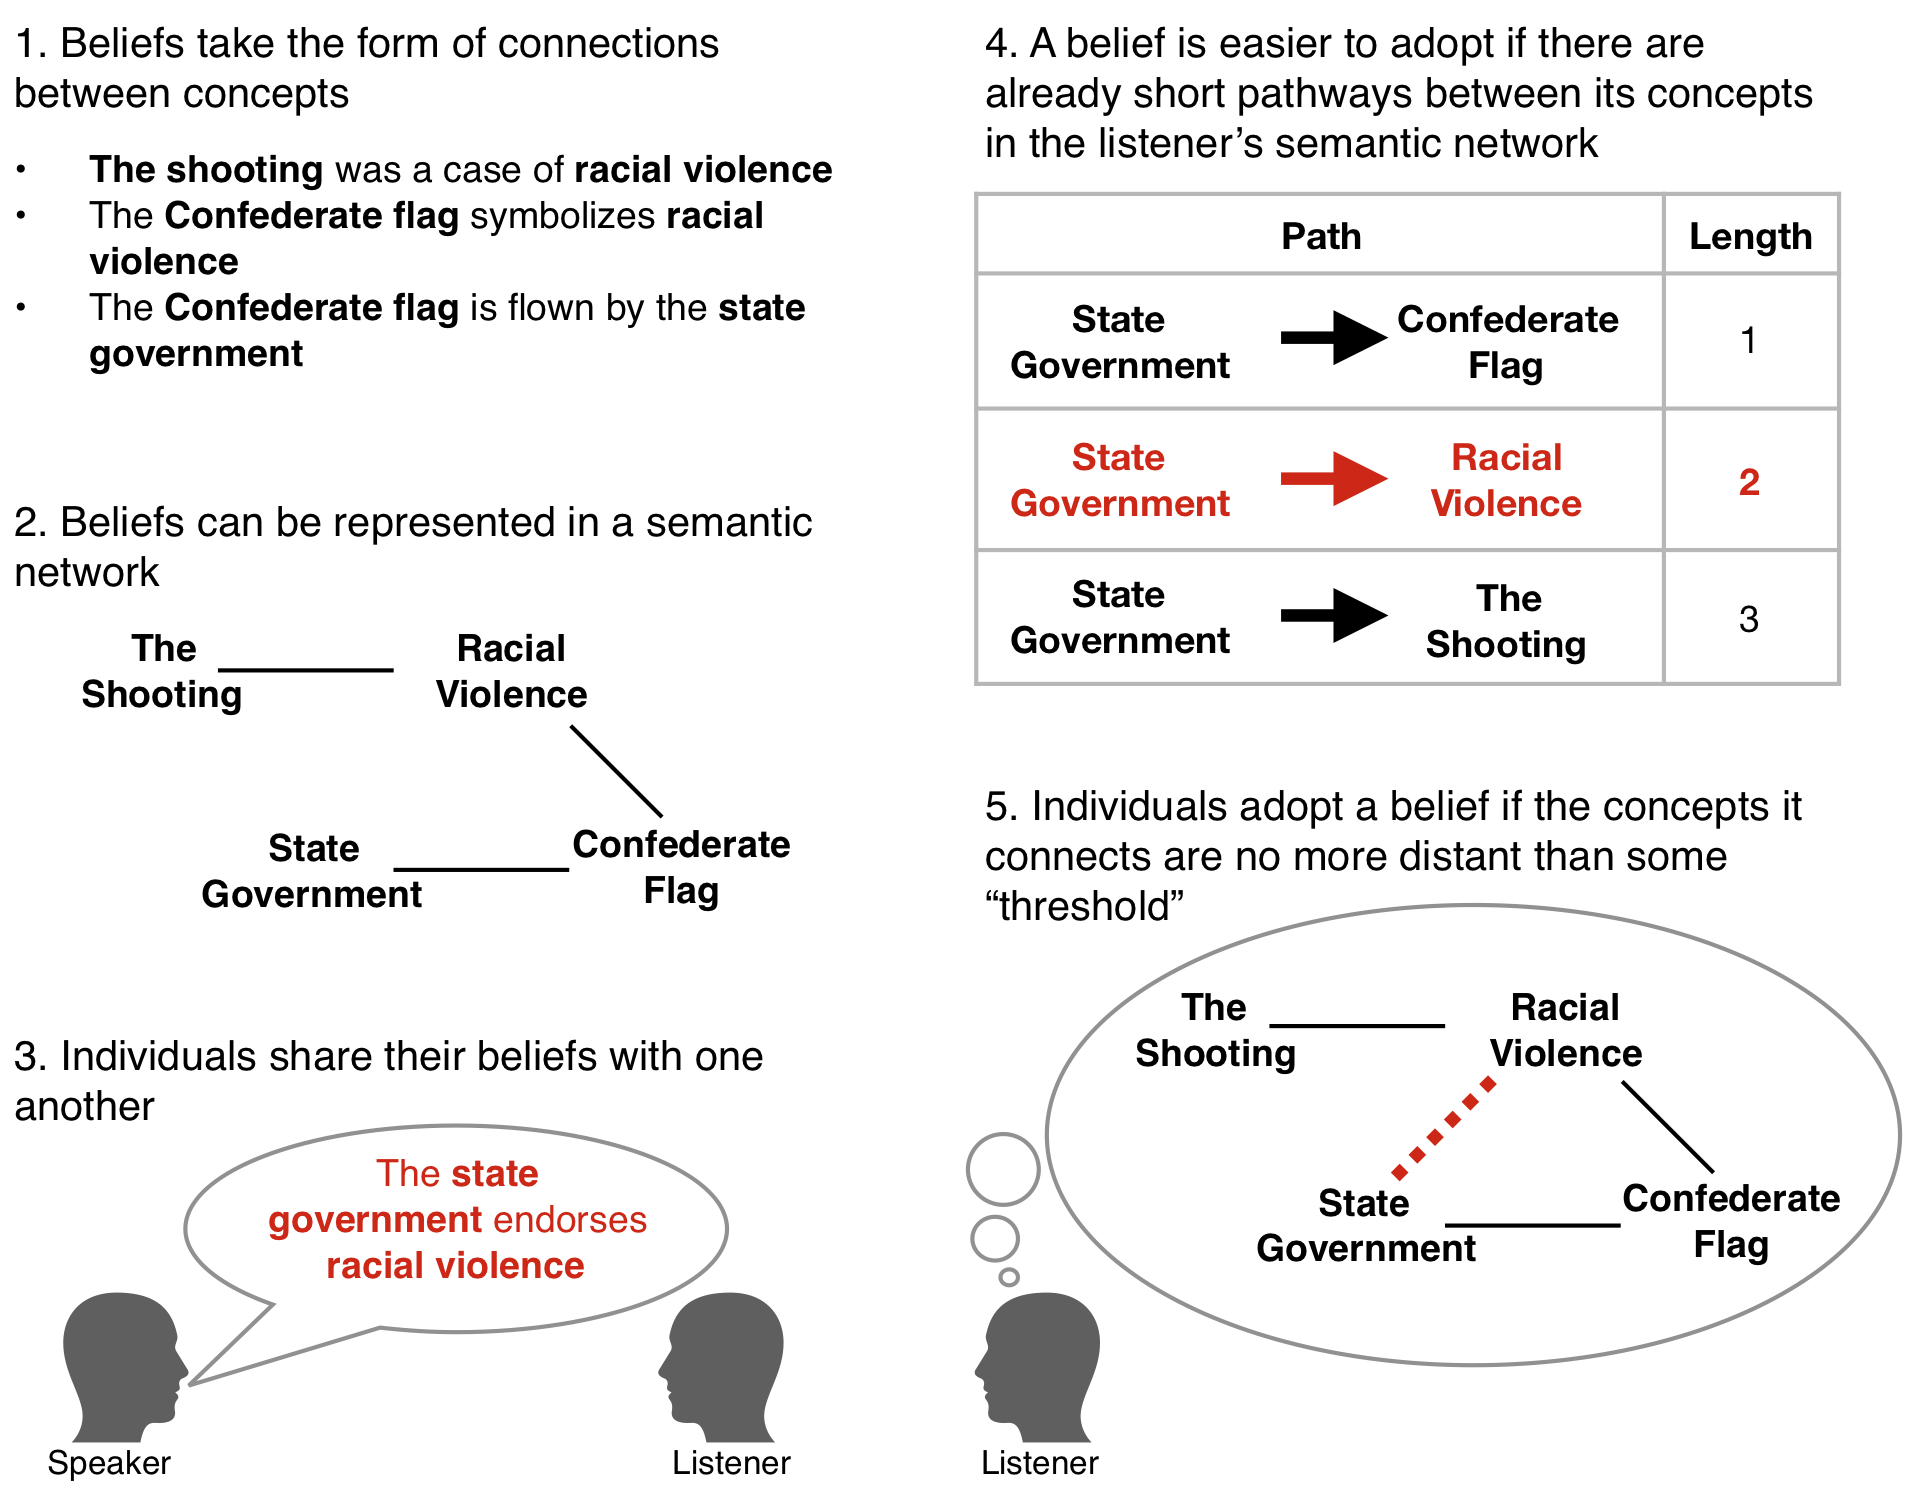 1. Beliefs take the form of connections
between concepts
• The shooting was a case of racial violence
• The Confederate flag symbolizes racial
violence
• The Confederate flag is flown by the state
government
2. Beliefs can be represented in a semantic
network
The
Shooting
Racial
Violence
State
Government
Confederate
Flag
3. Individuals share their beliefs with one
another
The state
government endorses
racial violence
Speaker
Listener
4. A belief is easier to adopt if there are
already short pathways between its concepts
in the listener’s semantic network
Path
Length
State
Government
Confederate
Flag
1
State
Government
Racial
Violence
2
State
Government
The
Shooting
3
5. Individuals adopt a belief if the concepts it
connects are no more distant than some
“threshold”
The
Shooting
Racial
Violence
State
Government
Confederate
Flag
Listener